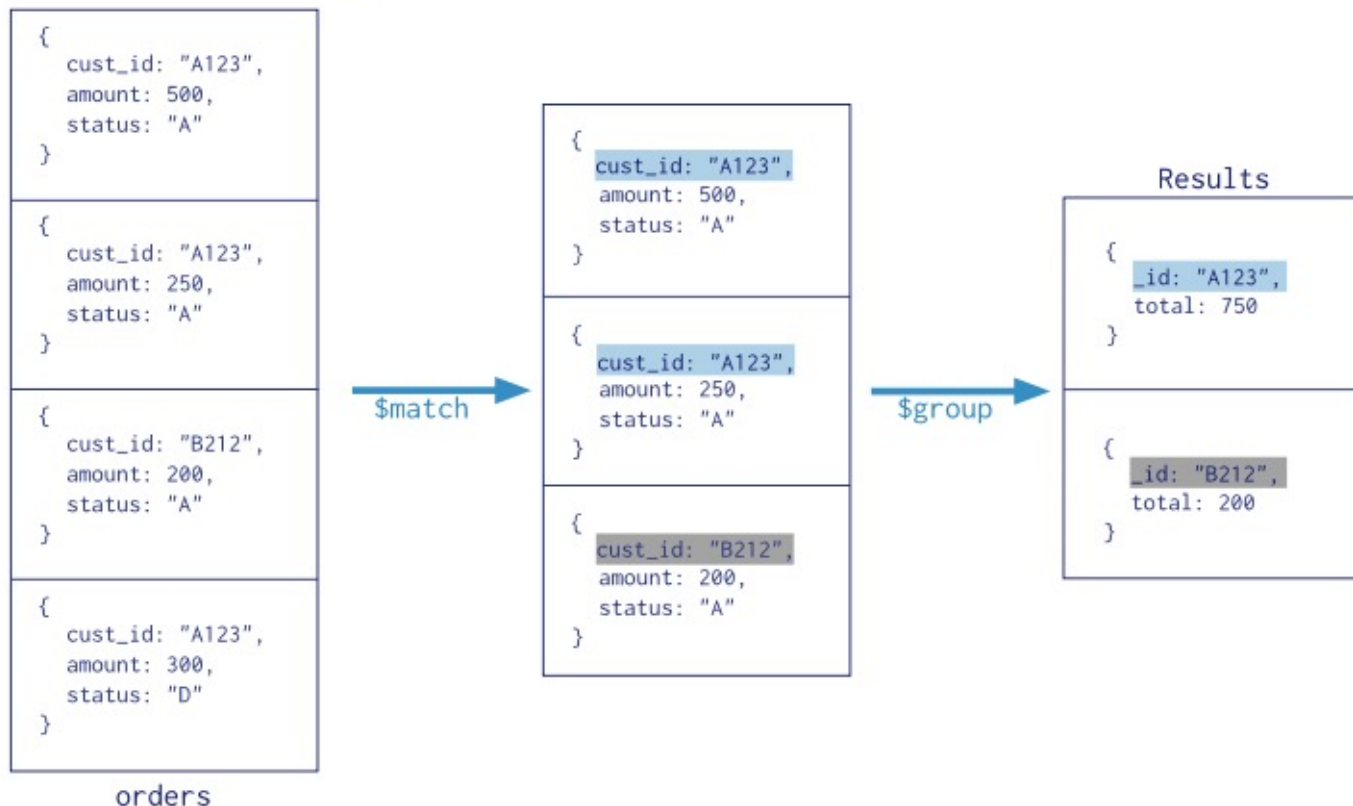 {
cust_id: "A123",
amount: 500,
status: "A"
}
{
cust_id: "A123",
amount: 250,
status: "A"
}
{
cust_id: "B212",
amount: 200,
status: "A"
}
{
cust_id: "A123",
amount: 300,
status: "D"
}
orders
$match
{
cust_id: "A123",
amount: 500,
status: "A"
}
{
cust_id: "A123",
amount: 250,
status: "A"
}
{
cust_id: "B212",
amount: 200,
status: "A"
}
$group
Results
{
_id: "A123",
total: 750
}
{
_id: "B212",
total: 200
}